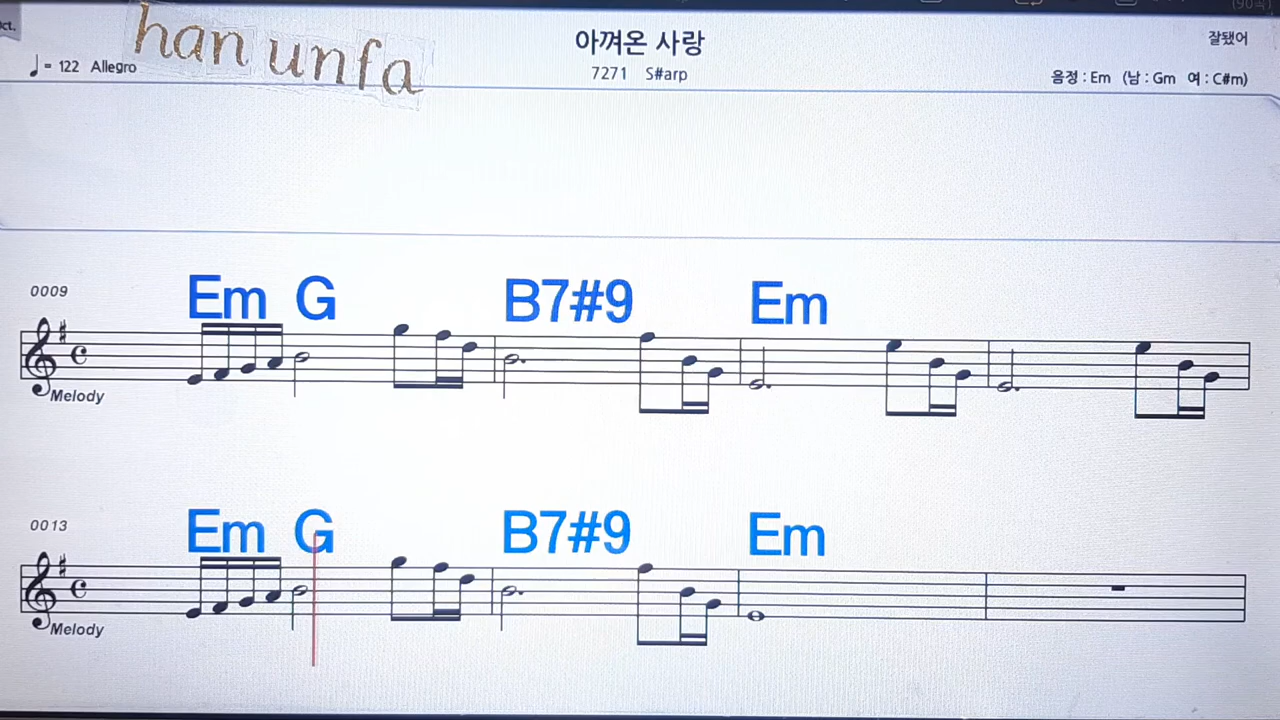 han unfa
아껴온 사랑
잘됐어
♩= 122 Allegro
7271 S#arp
음정 : Em (남 : Gm 여 : C#m)
0009
Em G B7#9 Em
Melody
0013
Em G B7#9 Em
Melody